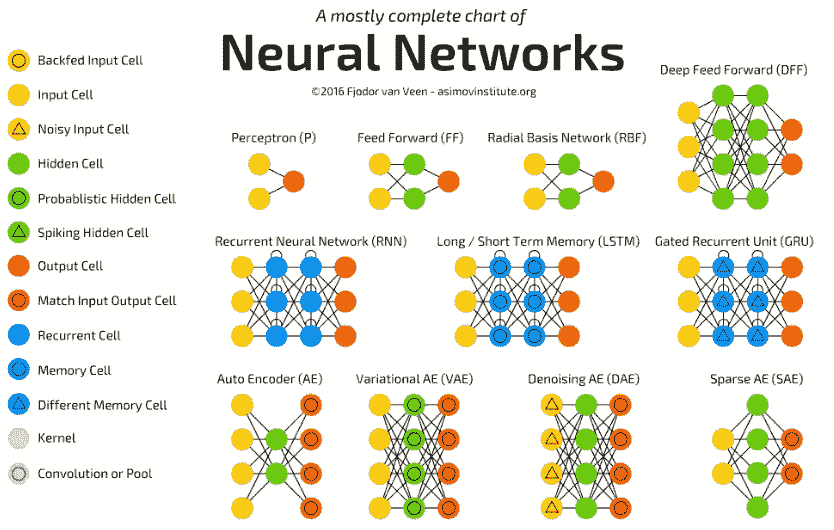 A mostly complete chart of
Neural Networks
©2016 Fjodor van Veen - asimovinstitute.org
Backfed Input Cell
Input Cell
Noisy Input Cell
Hidden Cell
Probablistic Hidden Cell
Spiking Hidden Cell
Output Cell
Match Input Output Cell
Recurrent Cell
Memory Cell
Different Memory Cell
Kernel
Convolution or Pool
Deep Feed Forward (DFF)
Perceptron (P)
Feed Forward (FF)
Radial Basis Network (RBF)
Recurrent Neural Network (RNN)
Long / Short Term Memory (LSTM)
Gated Recurrent Unit (GRU)
Auto Encoder (AE)
Variational AE (VAE)
Denoising AE (DAE)
Sparse AE (SAE)